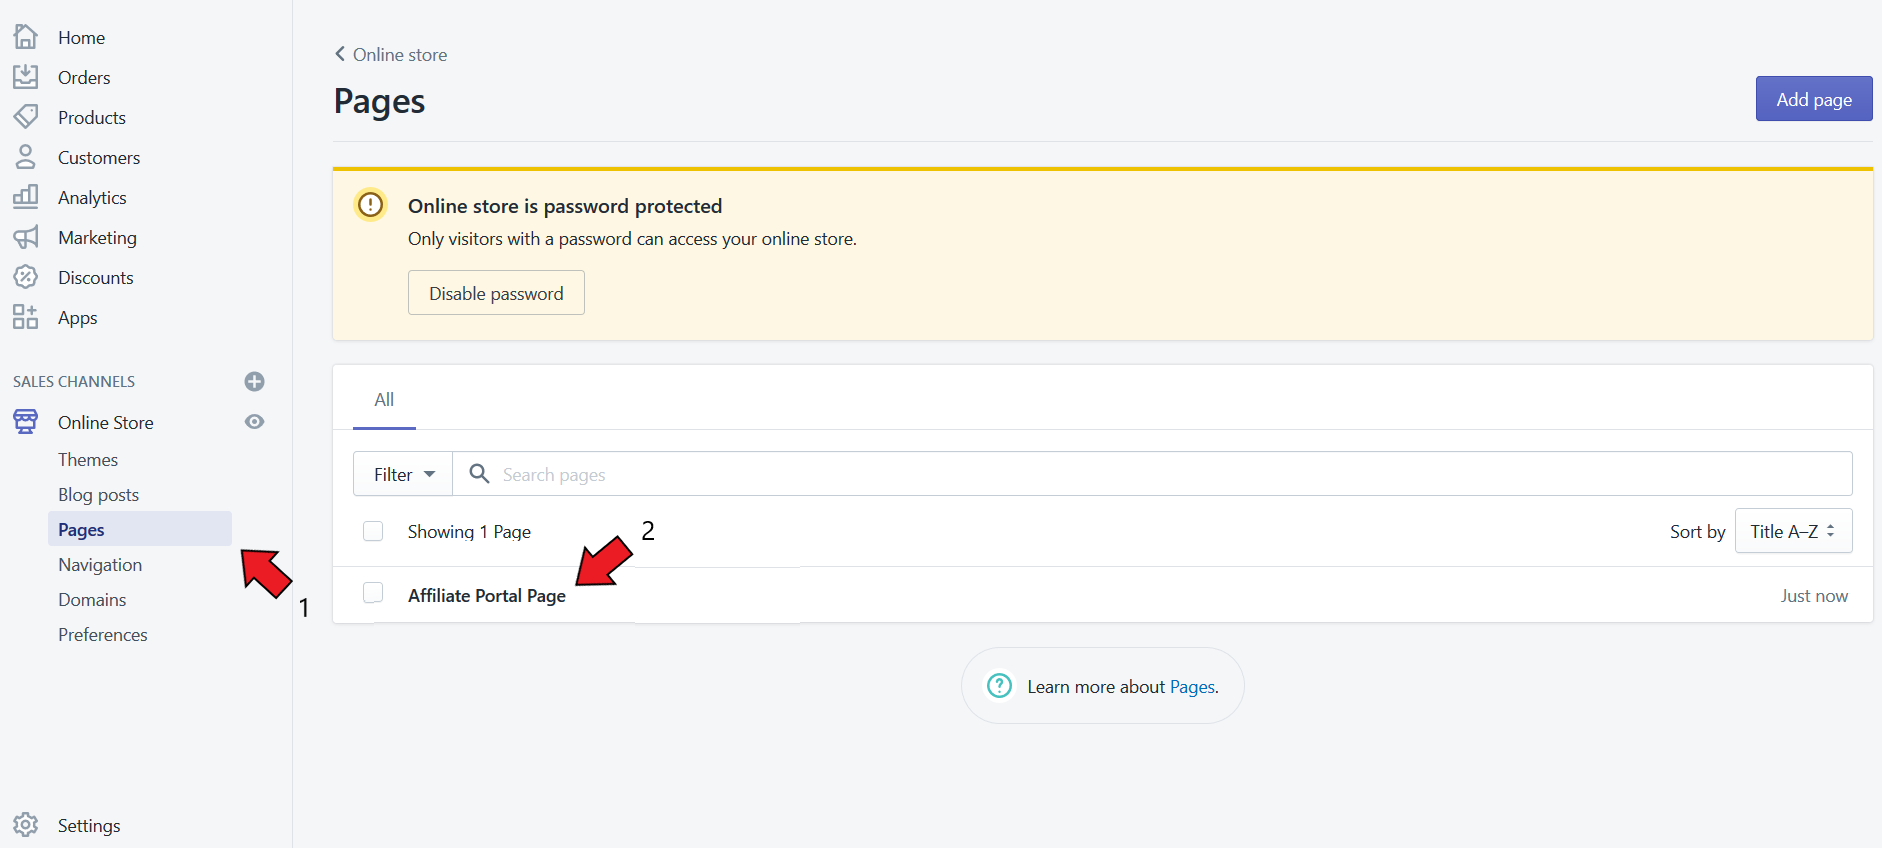 Home
Orders
Products
Customers
Analytics
Marketing
Discounts
Apps
SALES CHANNELS
Online Store
Themes
Blog posts
Pages
Navigation
Domains
Preferences
Settings
1
Online store
Pages
Add page
Online store is password protected
Only visitors with a password can access your online store.
Disable password
All
Filter Search pages
Showing 1 Page 2 Sort by Title A–Z
Affiliate Portal Page Just now
Learn more about Pages.